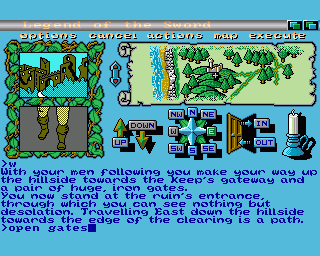 Legend of the Sword
options cancel actions map execute
NW N NE
W E
SW S SE
UP DOWN
IN
OUT
>w
With your men following you make your way up
the hillside towards the Keep's gateway and
a pair of huge, iron gates.
You now stand at the ruin's entrance,
through which you can see nothing but
desolation. Travelling East down the hillside
towards the edge of the clearing is a path.
>open gates